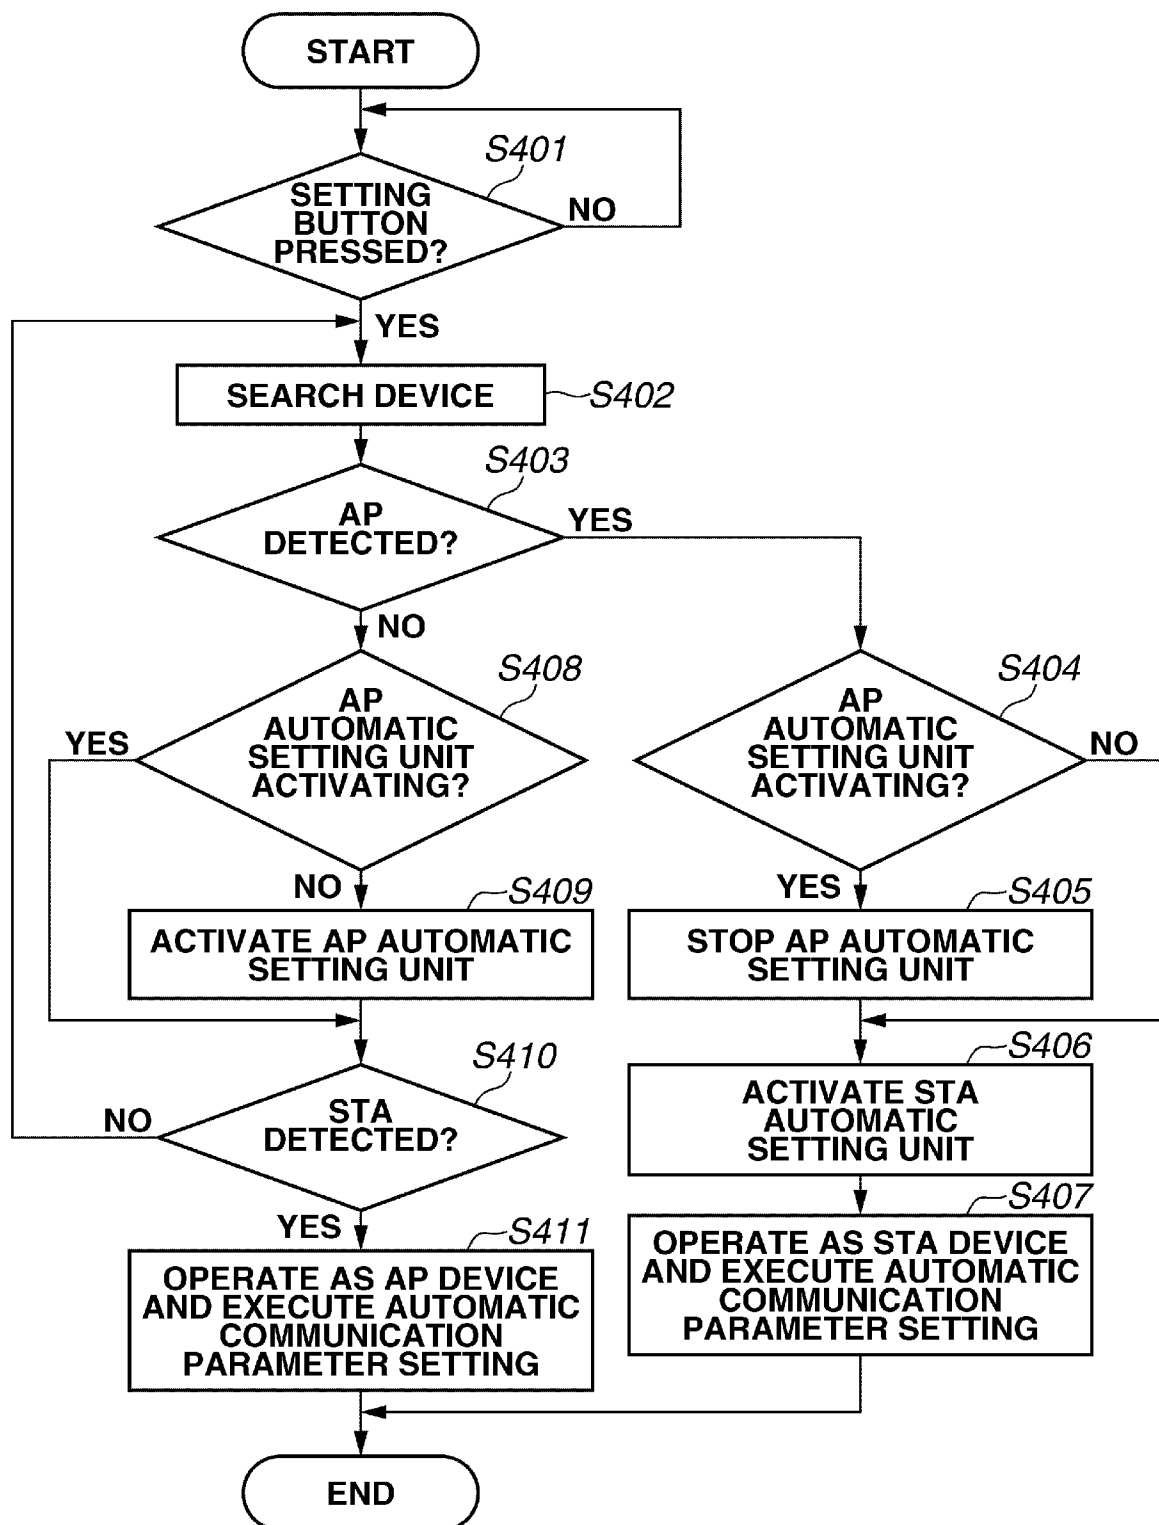 START
S401
SETTING
BUTTON
PRESSED?
NO
YES
SEARCH DEVICE
S402
S403
AP
DETECTED?
YES
NO
S408
AP
AUTOMATIC
SETTING UNIT
ACTIVATING?
YES
NO
S404
AP
AUTOMATIC
SETTING UNIT
ACTIVATING?
NO
YES
S409
ACTIVATE AP AUTOMATIC
SETTING UNIT
S405
STOP AP AUTOMATIC
SETTING UNIT
S410
STA
DETECTED?
NO
YES
S406
ACTIVATE STA
AUTOMATIC
SETTING UNIT
S411
OPERATE AS AP DEVICE
AND EXECUTE AUTOMATIC
COMMUNICATION
PARAMETER SETTING
S407
OPERATE AS STA DEVICE
AND EXECUTE AUTOMATIC
COMMUNICATION
PARAMETER SETTING
END